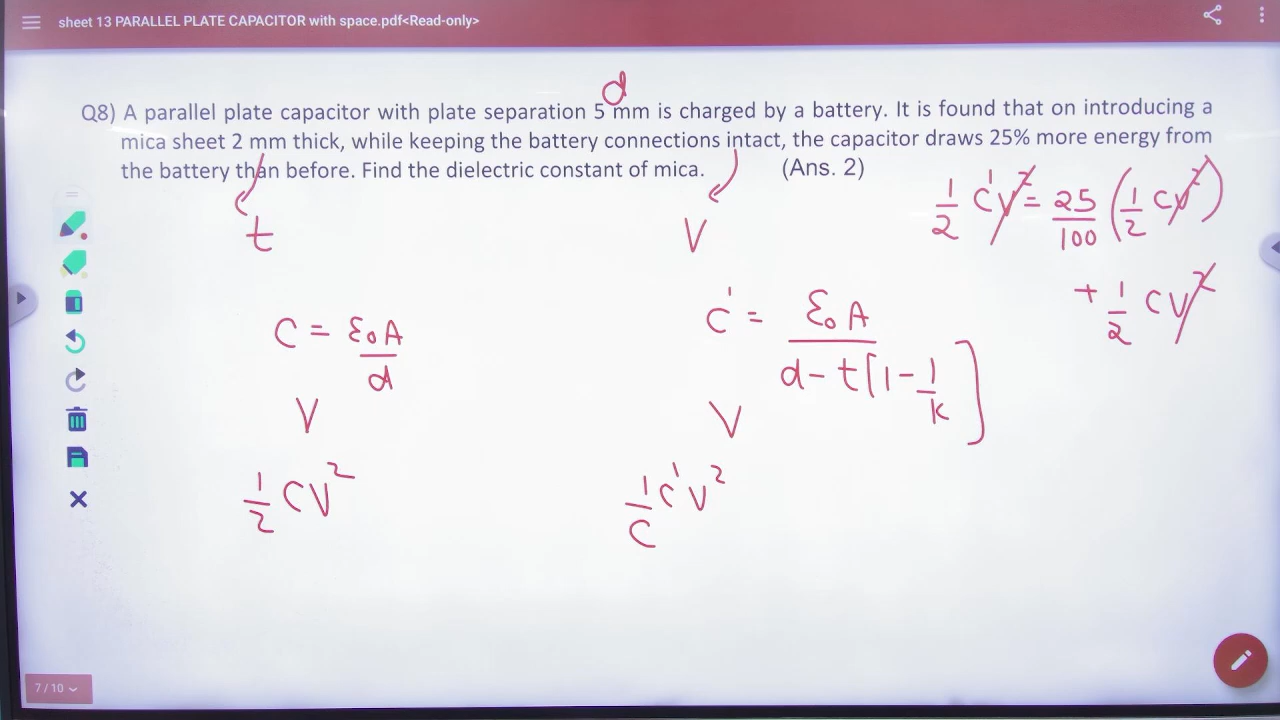 sheet 13 PARALLEL PLATE CAPACITOR with space.pdf<Read-only>
d
Q8) A parallel plate capacitor with plate separation 5 mm is charged by a battery. It is found that on introducing a
mica sheet 2 mm thick, while keeping the battery connections intact, the capacitor draws 25% more energy from
the battery than before. Find the dielectric constant of mica. (Ans. 2)
t
V
1/2 C'V² = 25/100 (1/2 CV²)
+ 1/2 CV²
C = ε₀A/d
C' = ε₀A/d - t[1 - 1/k]
V
V
1/2 CV²
1/C C'V²
7 / 10